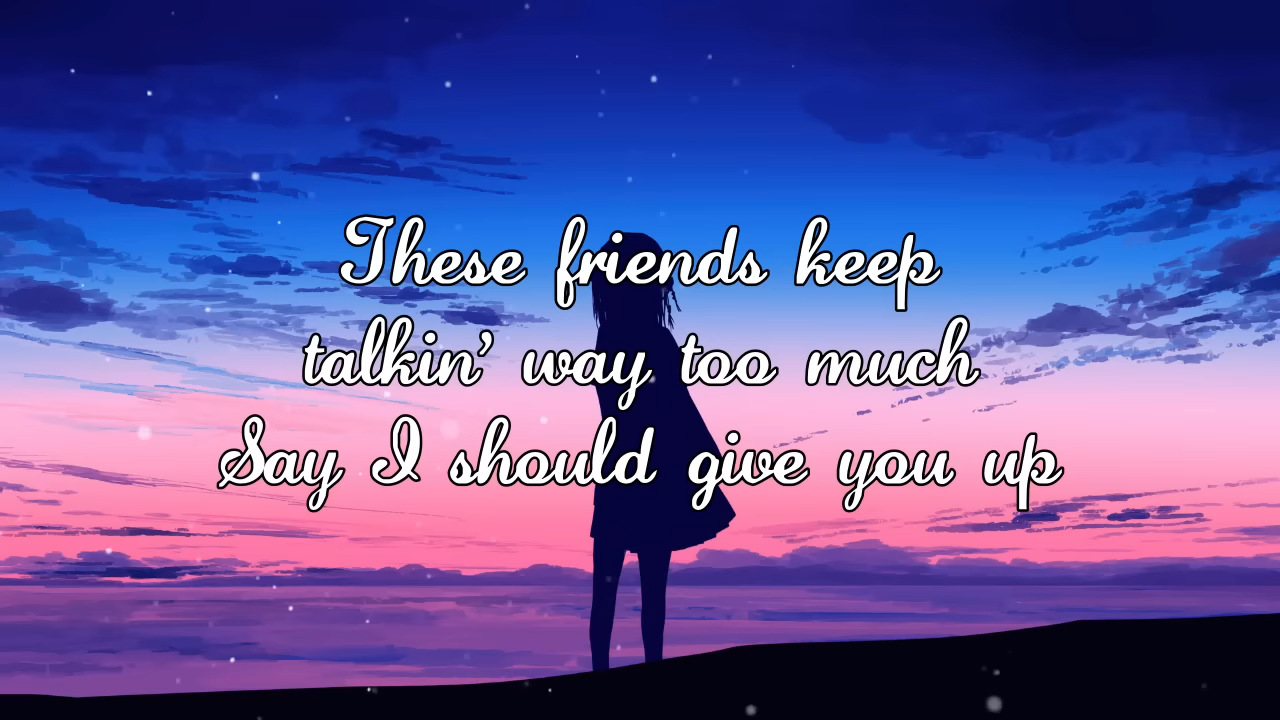 These friends keep
talkin’ way too much
Say I should give you up